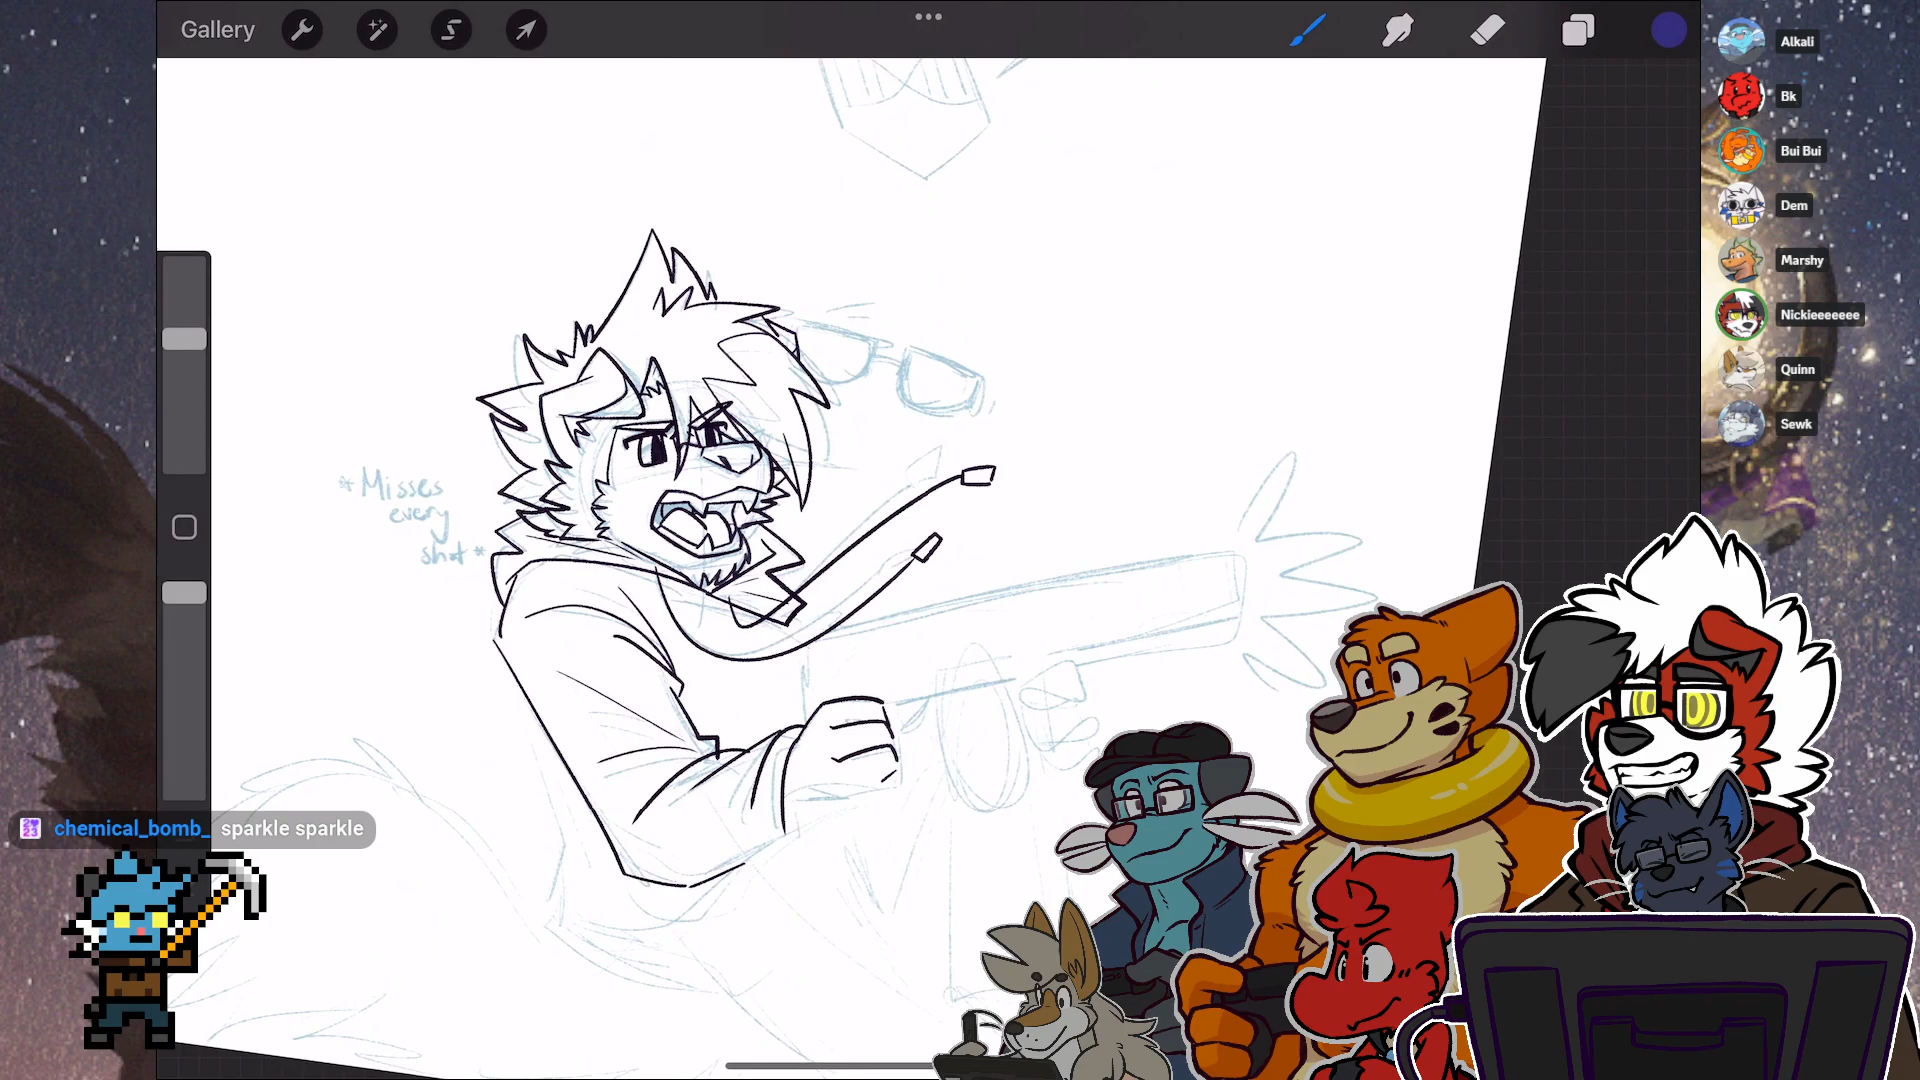 Gallery
Alkali
Bk
Bui Bui
Dem
Marshy
Nickieeeeeee
Quinn
Sewk
*Misses
every
shot*
chemical_bomb_ sparkle sparkle